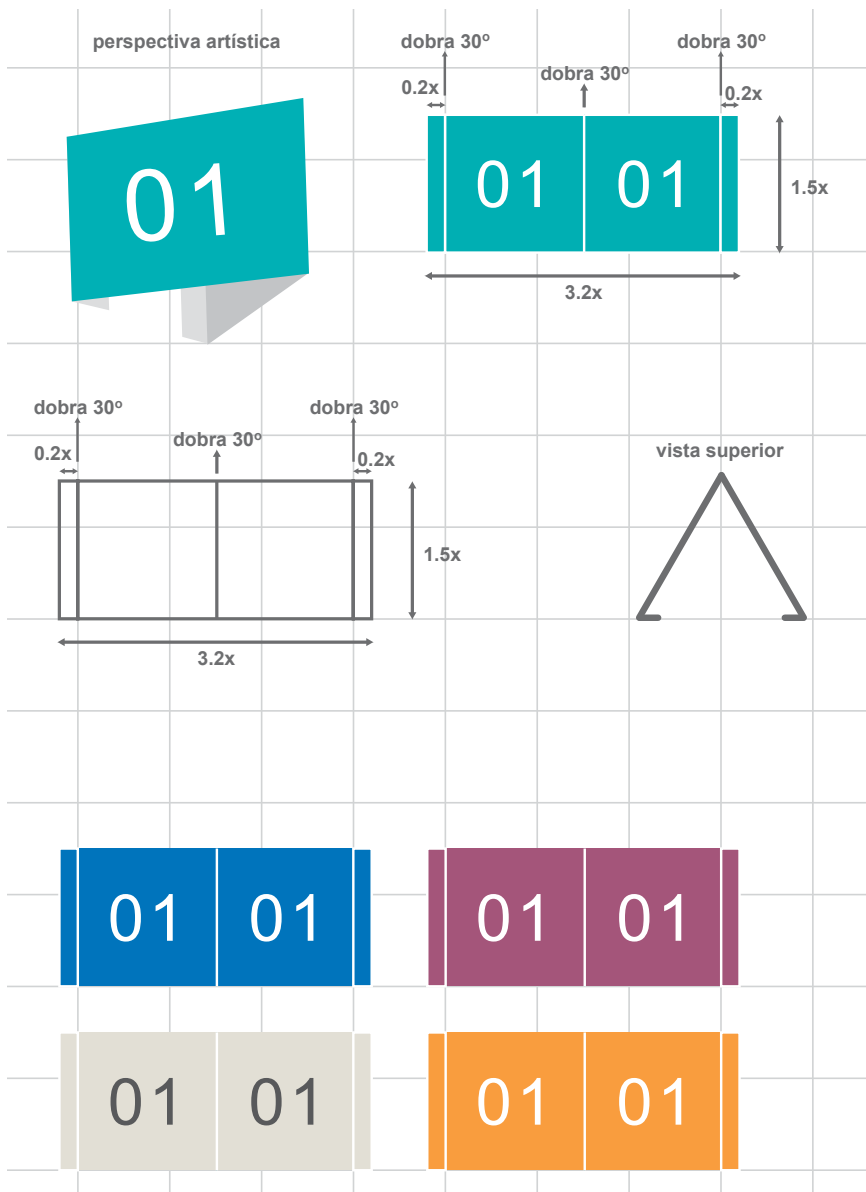 perspectiva artística
dobra 30º
dobra 30º
dobra 30º
0.2x
0.2x
01
01
01
1.5x
3.2x
dobra 30º
dobra 30º
dobra 30º
0.2x
0.2x
1.5x
3.2x
vista superior
01
01
01
01
01
01
01
01